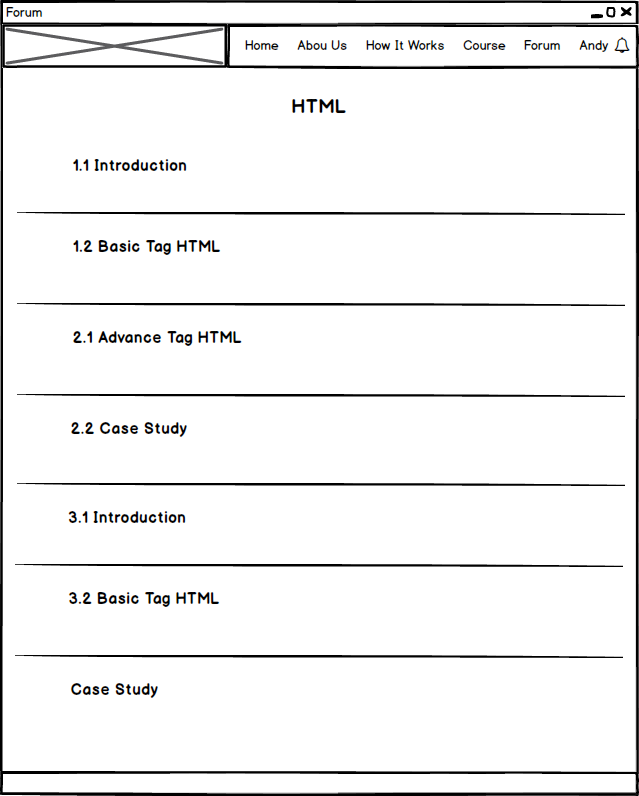 Forum
Home Abou Us How It Works Course Forum Andy
HTML
1.1 Introduction
1.2 Basic Tag HTML
2.1 Advance Tag HTML
2.2 Case Study
3.1 Introduction
3.2 Basic Tag HTML
Case Study